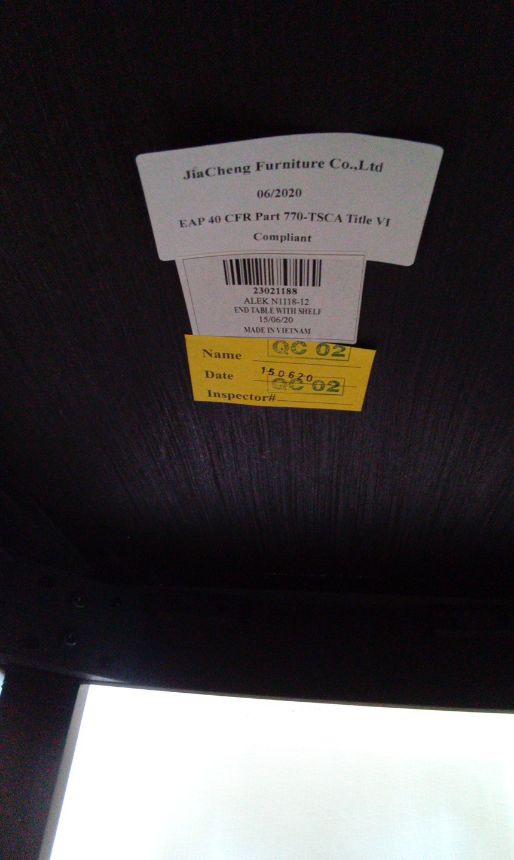 JiaCheng Furniture Co.,Ltd
06/2020
EAP 40 CFR Part 770-TSCA Title VI
Compliant
23021188
ALEK N1118-12
END TABLE WITH SHELF
15/06/20
MADE IN VIETNAM
Name QC 02
Date 150620
QC 02
Inspector#